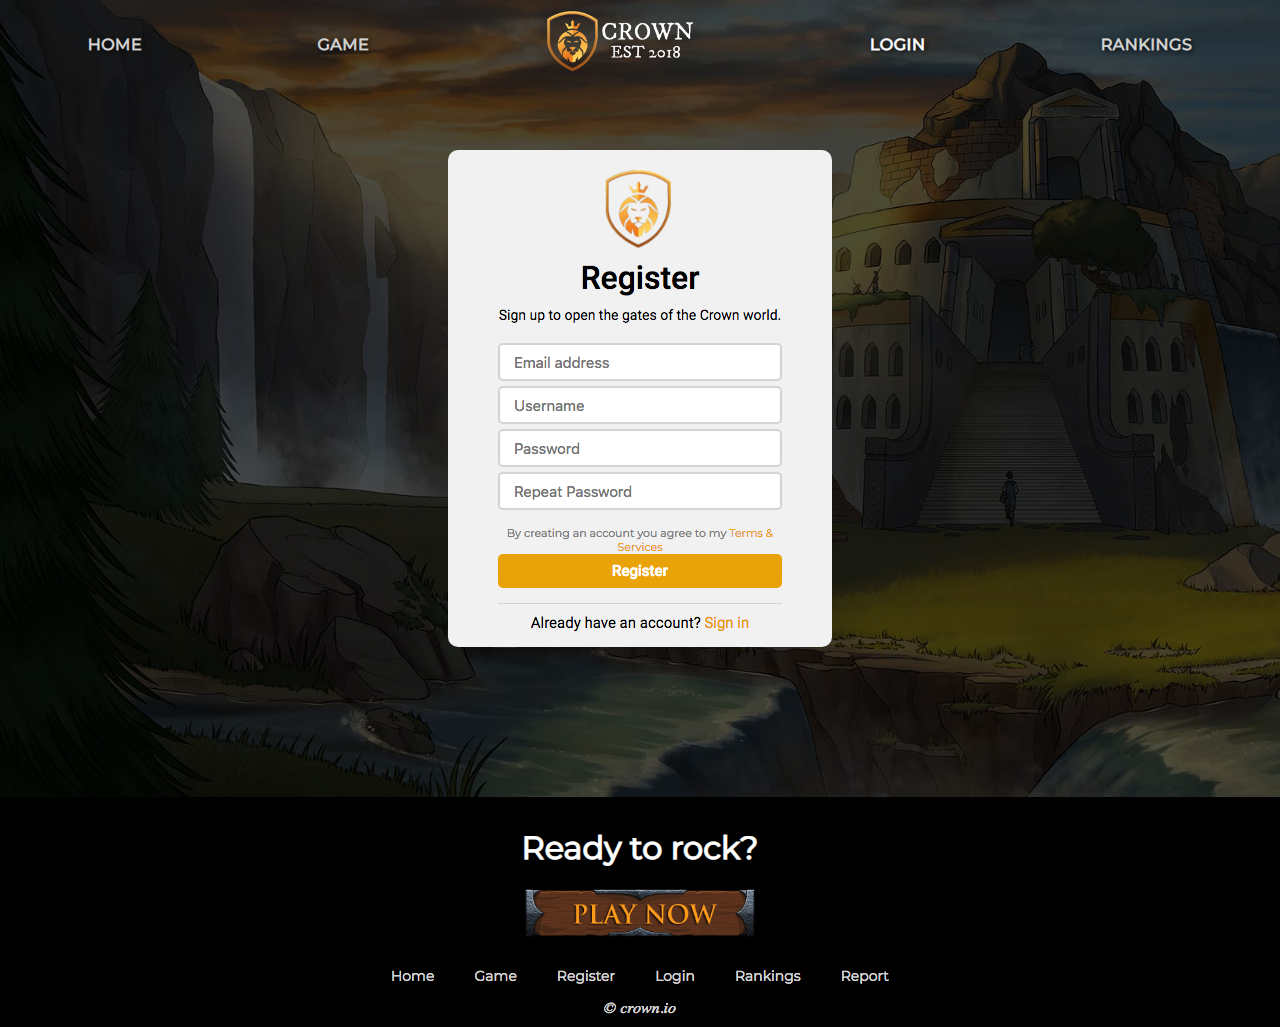 HOME
GAME
CROWN
EST 2018
LOGIN
RANKINGS
Register
Sign up to open the gates of the Crown world.
Email address
Username
Password
Repeat Password
By creating an account you agree to my Terms &
Services
Register
Already have an account? Sign in
Ready to rock?
PLAY NOW
Home
Game
Register
Login
Rankings
Report
© crown.io